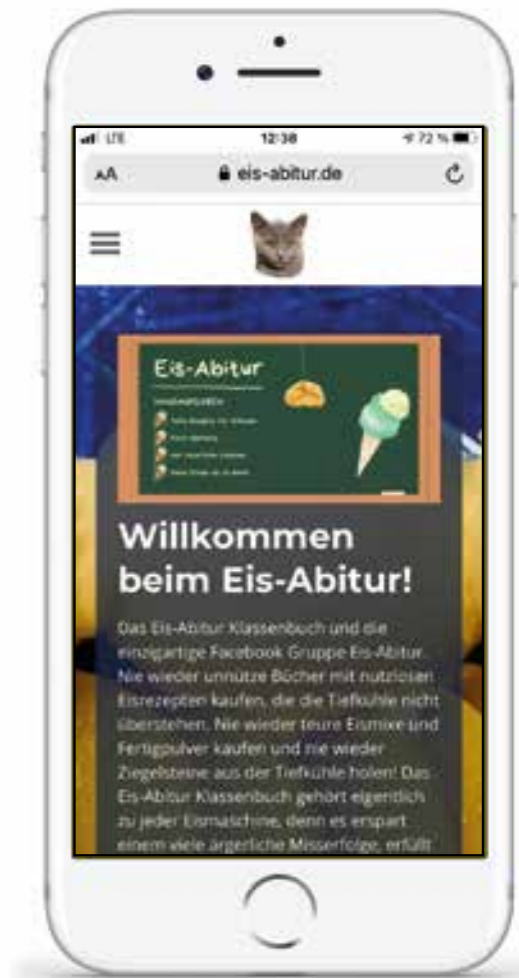 LTE 12:38 72 %
AA eis-abitur.de
Eis-Abitur
Willkommen
beim Eis-Abitur!
Das Eis-Abitur Klassenbuch und die
einzigartige Facebook Gruppe Eis-Abitur.
Nie wieder unnütze Bücher mit nutzlosen
Eisrezepten kaufen, die die Tiefkühle nicht
überstehen. Nie wieder teure Eismixe und
Fertigpulver kaufen und nie wieder
Ziegelsteine aus der Tiefkühle holen! Das
Eis-Abitur Klassenbuch gehört eigentlich
zu jeder Eismaschine, denn es erspart
einem viele ärgerliche Misserfolge, erfüllt